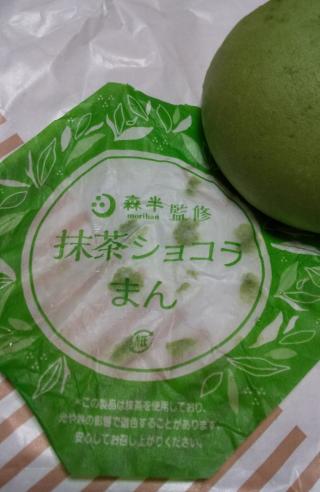 森半 監修
morihan
抹茶ショコラ
まん
紙
*この製品は抹茶を使用しており、
光や熱の影響で退色することがあります。
安心してお召し上がりください。